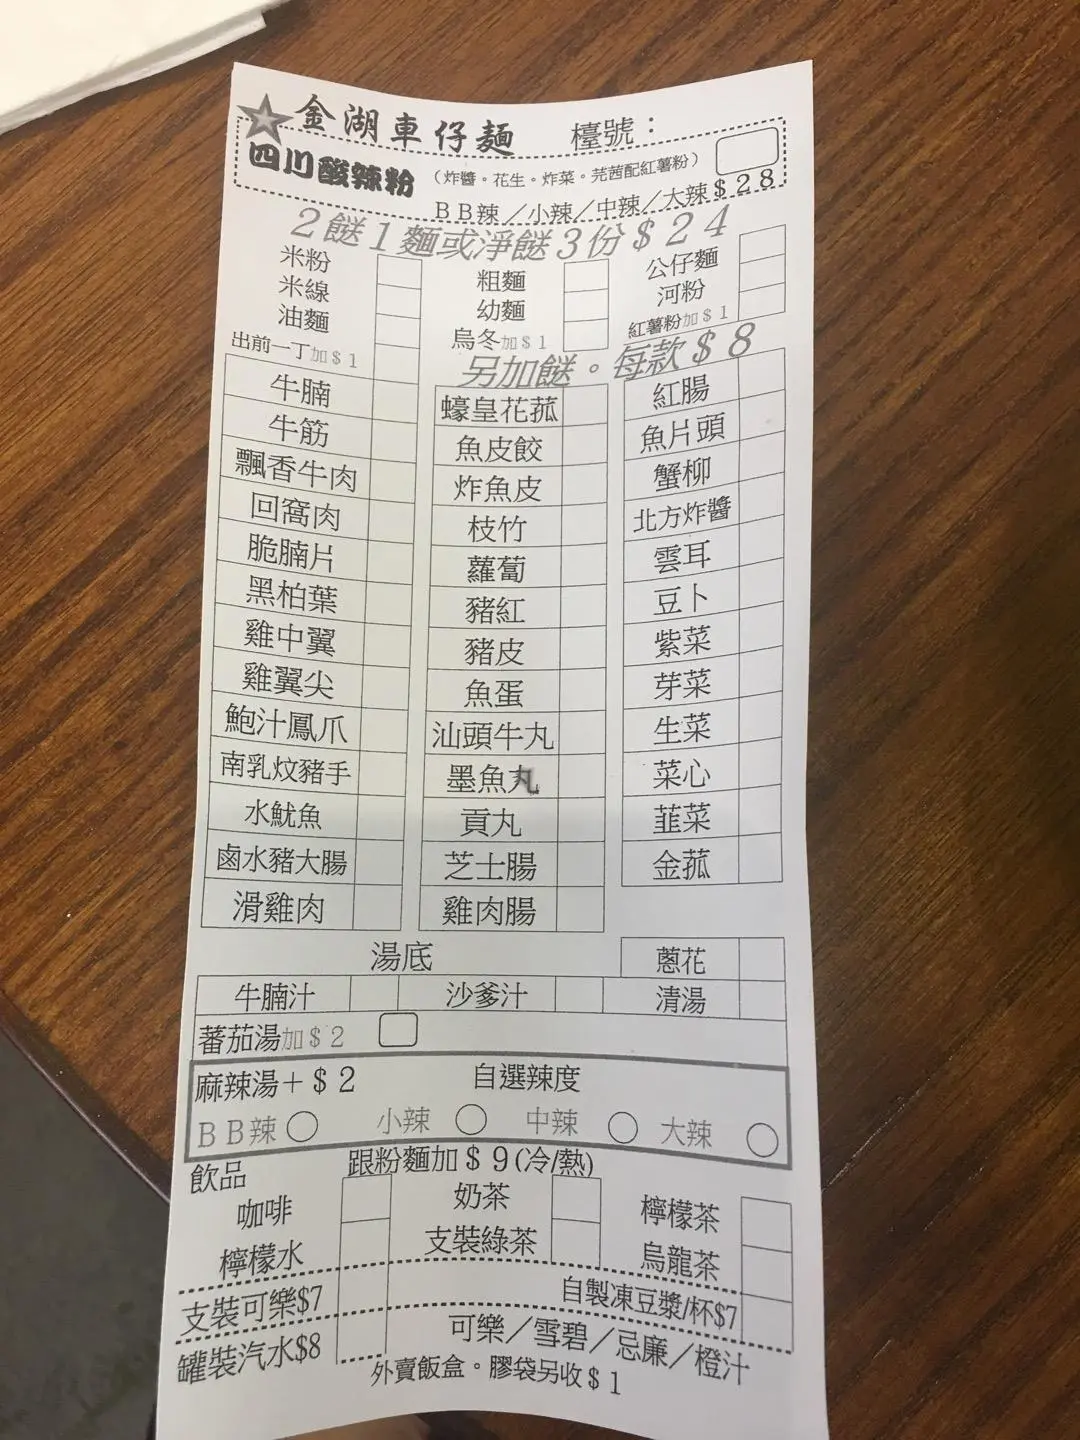 金湖車仔麵 檯號：
四川酸辣粉 （炸醬。花生。炸菜。芫茜配紅薯粉）
ＢＢ辣／小辣／中辣／大辣＄２８
２餸１麵或淨餸３份＄２４
米粉 粗麵 公仔麵
米線 幼麵 河粉
油麵 烏冬加＄１ 紅薯粉加＄１
出前一丁加＄１
另加餸。每款＄８
牛腩 蠔皇花菰 紅腸
牛筋 魚皮餃 魚片頭
飄香牛肉 炸魚皮 蟹柳
回窩肉 枝竹 北方炸醬
脆腩片 蘿蔔 雲耳
黑柏葉 豬紅 豆卜
雞中翼 豬皮 紫菜
雞翼尖 魚蛋 芽菜
鮑汁鳳爪 汕頭牛丸 生菜
南乳炆豬手 墨魚丸 菜心
水魷魚 貢丸 韮菜
鹵水豬大腸 芝士腸 金菰
滑雞肉 雞肉腸
湯底 蔥花
牛腩汁 沙爹汁 清湯
蕃茄湯加＄２
麻辣湯＋＄２ 自選辣度
ＢＢ辣 小辣 中辣 大辣
飲品 跟粉麵加＄９(冷/熱)
咖啡 奶茶 檸檬茶
檸檬水 支裝綠茶 烏龍茶
支裝可樂$7 自製凍豆漿/杯$7
罐裝汽水$8 可樂／雪碧／忌廉／橙汁
外賣飯盒。膠袋另收＄１